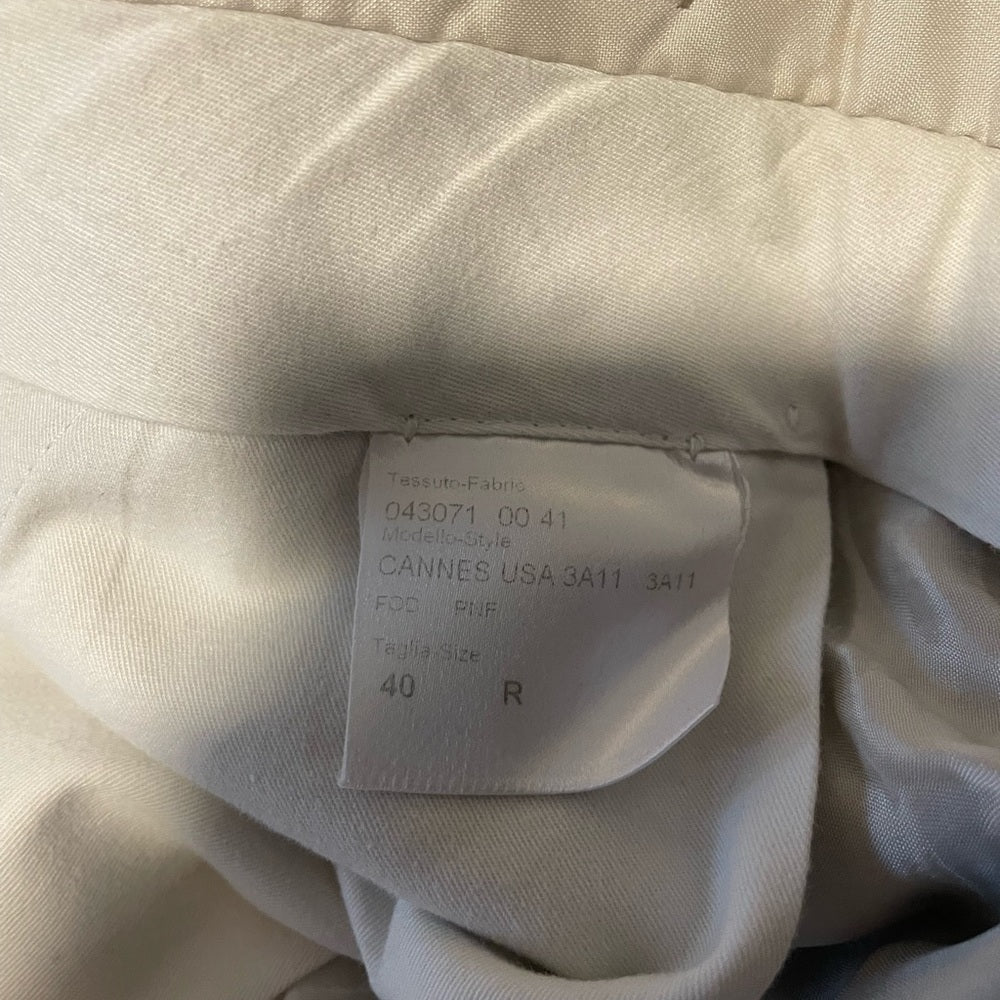 Tessuto-Fabric
043071 00 41
Modello-Style
CANNES USA 3A11 3A11
FOD PNF
Taglia-Size
40 R